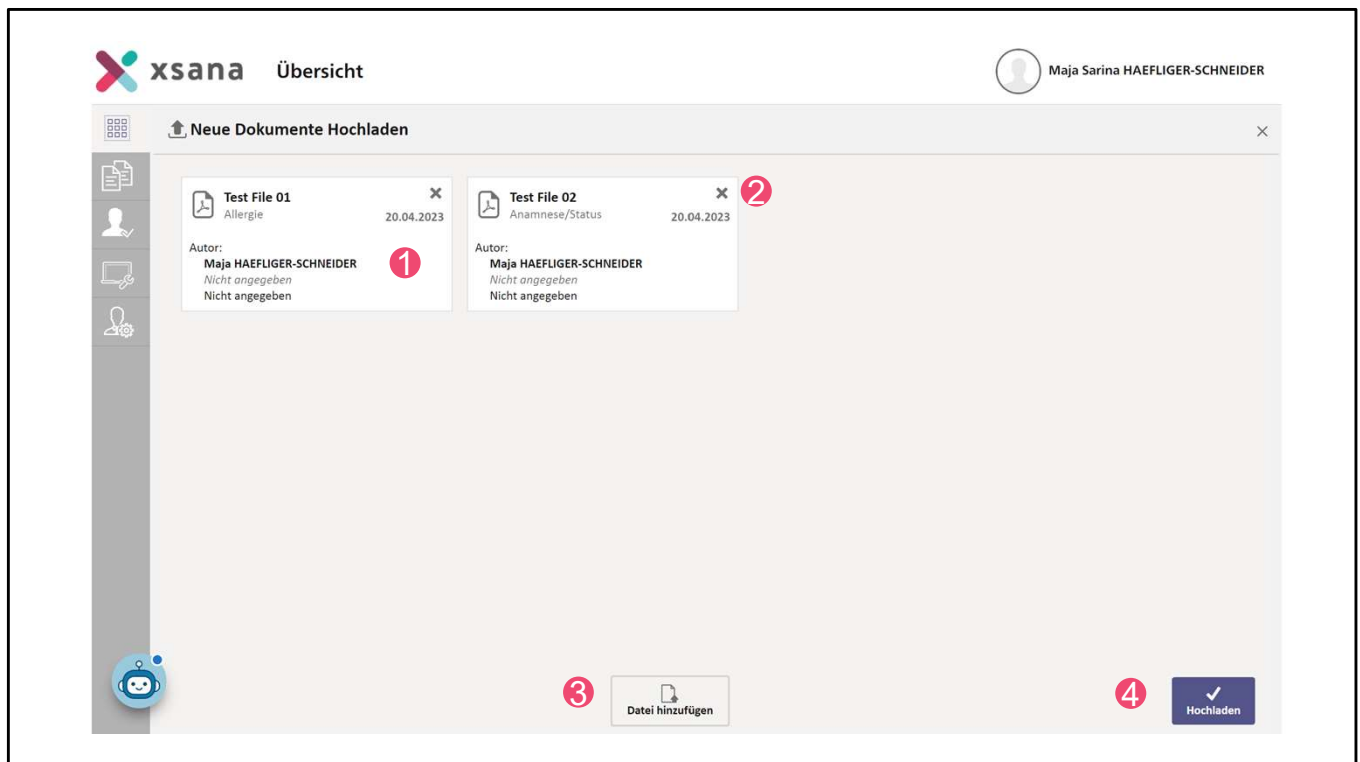 xsana Übersicht
Maja Sarina HAEFLIGER-SCHNEIDER
Neue Dokumente Hochladen
Test File 01
Allergie
20.04.2023
Autor:
Maja HAEFLIGER-SCHNEIDER
Nicht angegeben
Nicht angegeben
1
Test File 02
Anamnese/Status
20.04.2023
Autor:
Maja HAEFLIGER-SCHNEIDER
Nicht angegeben
Nicht angegeben
2
3
Datei hinzufügen
4
Hochladen